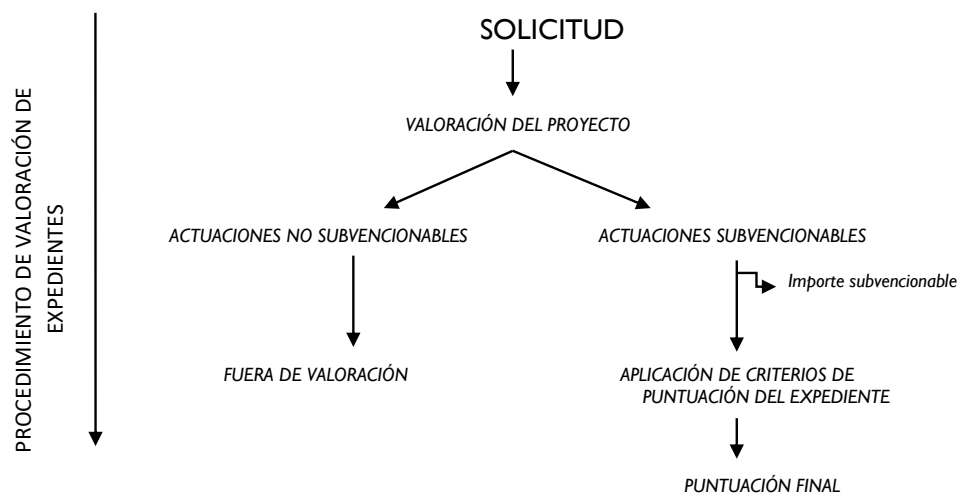 PROCEDIMIENTO DE VALORACIÓN DE
EXPEDIENTES
SOLICITUD
VALORACIÓN DEL PROYECTO
ACTUACIONES NO SUBVENCIONABLES
ACTUACIONES SUBVENCIONABLES
Importe subvencionable
FUERA DE VALORACIÓN
APLICACIÓN DE CRITERIOS DE
PUNTUACIÓN DEL EXPEDIENTE
PUNTUACIÓN FINAL